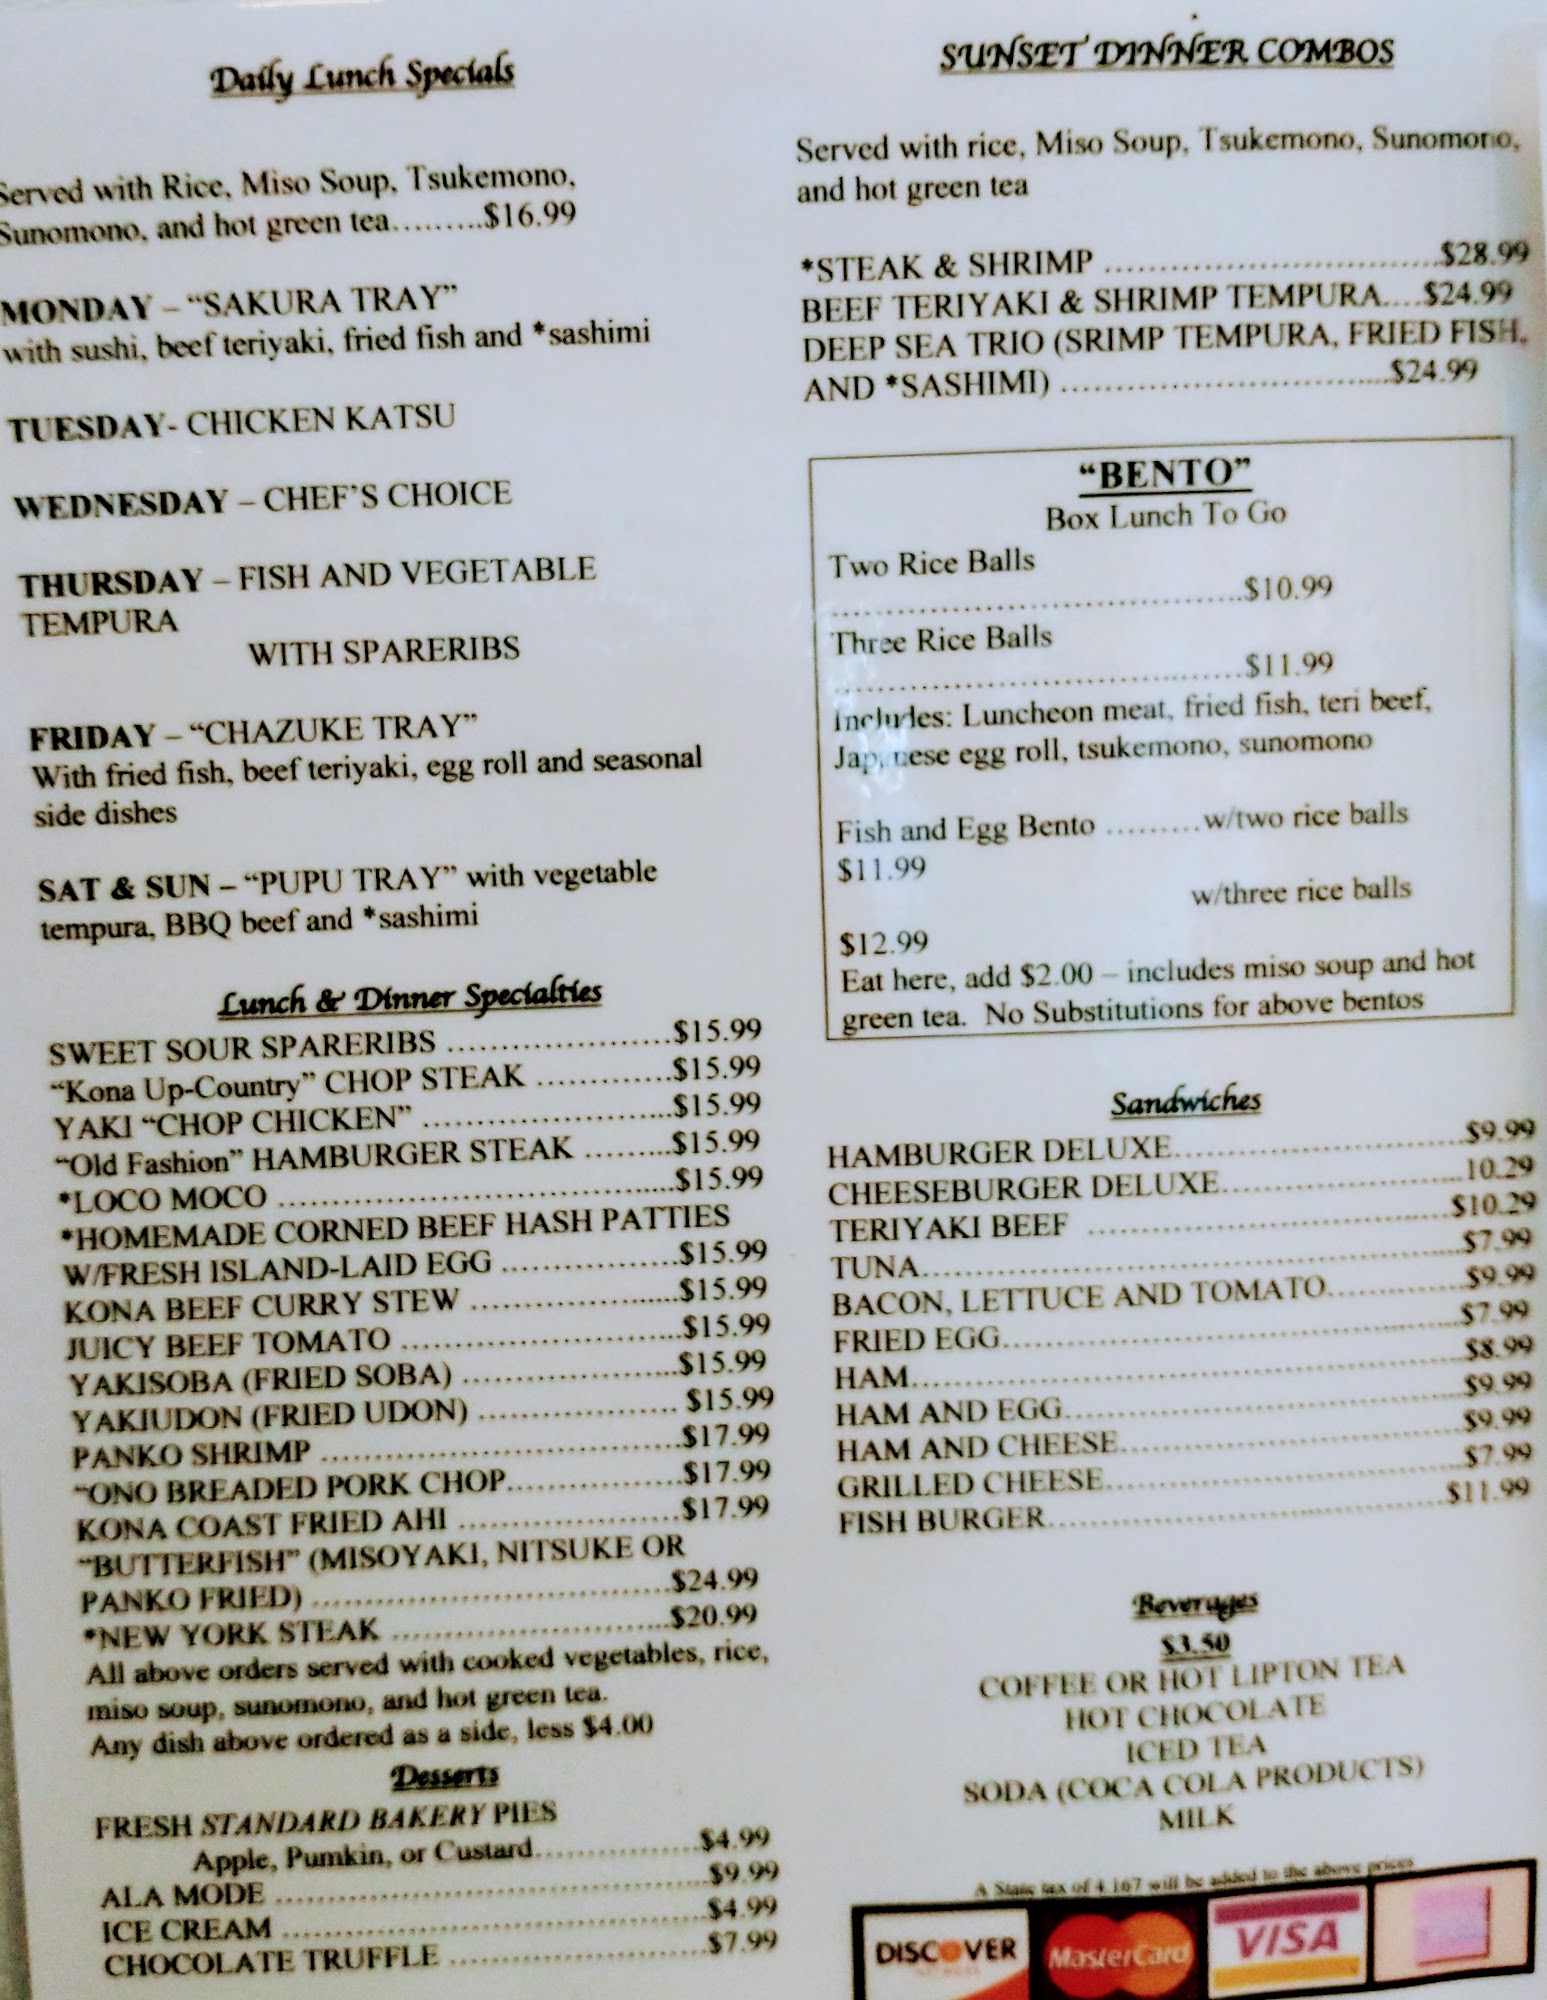 Daily Lunch Specials
Served with Rice, Miso Soup, Tsukemono,
Sunomono, and hot green tea.........$16.99
MONDAY – “SAKURA TRAY”
with sushi, beef teriyaki, fried fish and *sashimi
TUESDAY- CHICKEN KATSU
WEDNESDAY – CHEF'S CHOICE
THURSDAY – FISH AND VEGETABLE
TEMPURA
WITH SPARERIBS
FRIDAY – “CHAZUKE TRAY”
With fried fish, beef teriyaki, egg roll and seasonal
side dishes
SAT & SUN – “PUPU TRAY” with vegetable
tempura, BBQ beef and *sashimi
Lunch & Dinner Specialties
SWEET SOUR SPARERIBS ......................$15.99
“Kona Up-Country” CHOP STEAK .............$15.99
YAKI “CHOP CHICKEN” ........................$15.99
“Old Fashion” HAMBURGER STEAK .........$15.99
*LOCO MOCO ......................................$15.99
*HOMEMADE CORNED BEEF HASH PATTIES
W/FRESH ISLAND-LAID EGG .................$15.99
KONA BEEF CURRY STEW ....................$15.99
JUICY BEEF TOMATO ...........................$15.99
YAKISOBA (FRIED SOBA) .....................$15.99
YAKIUDON (FRIED UDON) ................... $15.99
PANKO SHRIMP ..................................$17.99
“ONO BREADED PORK CHOP.................$17.99
KONA COAST FRIED AHI .....................$17.99
“BUTTERFISH” (MISOYAKI, NITSUKE OR
PANKO FRIED) ..................................$24.99
*NEW YORK STEAK ...........................$20.99
All above orders served with cooked vegetables, rice,
miso soup, sunomono, and hot green tea.
Any dish above ordered as a side, less $4.00
Desserts
FRESH STANDARD BAKERY PIES
Apple, Pumkin, or Custard................$4.99
ALA MODE .........................................$9.99
ICE CREAM ........................................$4.99
CHOCOLATE TRUFFLE .........................$7.99
SUNSET DINNER COMBOS
Served with rice, Miso Soup, Tsukemono, Sunomono,
and hot green tea
*STEAK & SHRIMP ................................$28.99
BEEF TERIYAKI & SHRIMP TEMPURA....$24.99
DEEP SEA TRIO (SRIMP TEMPURA, FRIED FISH,
AND *SASHIMI) ...............................$24.99
“BENTO”
Box Lunch To Go
Two Rice Balls
.......................................$10.99
Three Rice Balls
.......................................$11.99
Includes: Luncheon meat, fried fish, teri beef,
Japanese egg roll, tsukemono, sunomono
Fish and Egg Bento .........w/two rice balls
$11.99
w/three rice balls
$12.99
Eat here, add $2.00 – includes miso soup and hot
green tea. No Substitutions for above bentos
Sandwiches
HAMBURGER DELUXE............................$9.99
CHEESEBURGER DELUXE.......................10.29
TERIYAKI BEEF ..................................$10.29
TUNA...................................................$7.99
BACON, LETTUCE AND TOMATO.............$9.99
FRIED EGG...........................................$7.99
HAM....................................................$8.99
HAM AND EGG......................................$9.99
HAM AND CHEESE................................$9.99
GRILLED CHEESE..................................$7.99
FISH BURGER......................................$11.99
Beverages
$3.50
COFFEE OR HOT LIPTON TEA
HOT CHOCOLATE
ICED TEA
SODA (COCA COLA PRODUCTS)
MILK
A State tax of 4.167 will be added to the above prices
DISCOVER
MasterCard
VISA